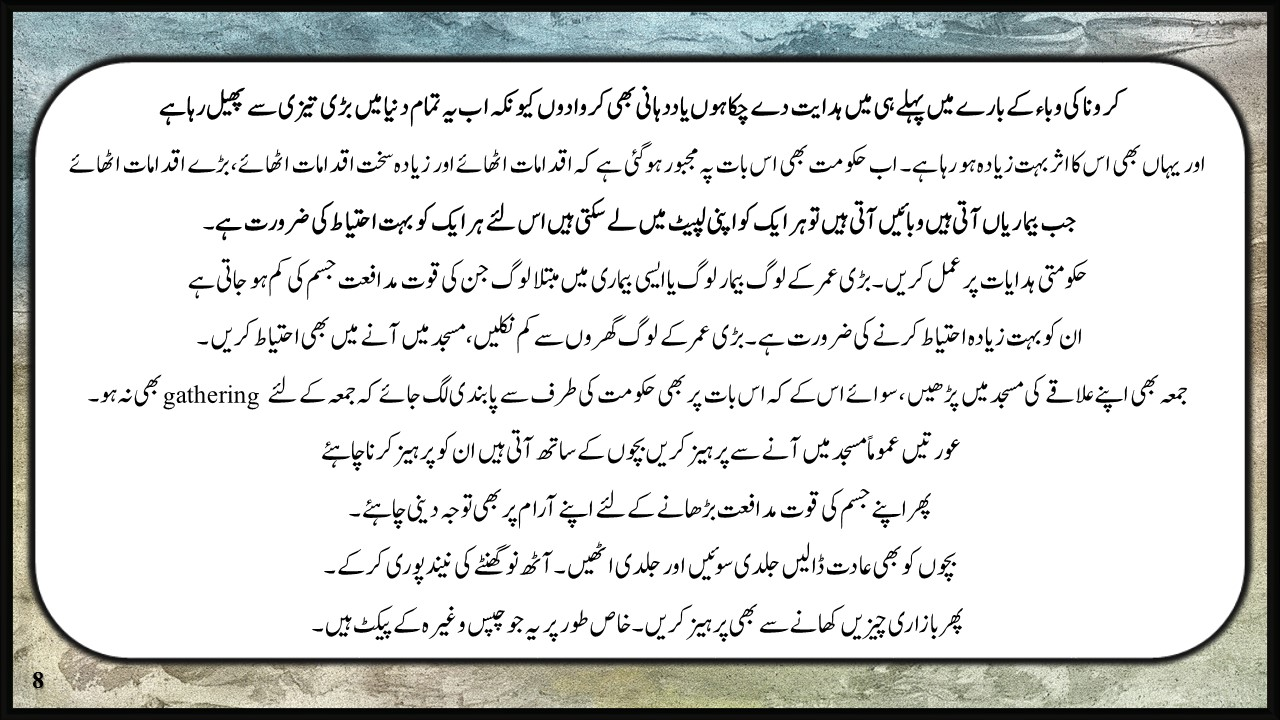 کرونا کی وباء کے بارے میں پہلے ہی میں ہدایت دے چکا ہوں یاد دہانی بھی کروا دوں کیونکہ اب یہ تمام دنیا میں بڑی تیزی سے پھیل رہا ہے
اور یہاں بھی اس کا اثر بہت زیادہ ہو رہا ہے۔ اب حکومت بھی اس بات پہ مجبور ہو گئی ہے کہ اقدامات اٹھائے اور زیادہ سخت اقدامات اٹھائے، بڑے اقدامات اٹھائے
جب بیماریاں آتی ہیں وبائیں آتی ہیں تو ہر ایک کو اپنی لپیٹ میں لے سکتی ہیں اس لئے ہر ایک کو بہت احتیاط کی ضرورت ہے۔
حکومتی ہدایات پر عمل کریں۔ بڑی عمر کے لوگ بیمار لوگ یا ایسی بیماری میں مبتلا لوگ جن کی قوت مدافعت جسم کی کم ہو جاتی ہے
ان کو بہت زیادہ احتیاط کرنے کی ضرورت ہے۔ بڑی عمر کے لوگ گھروں سے کم نکلیں، مسجد میں آنے میں بھی احتیاط کریں۔
جمعہ بھی اپنے علاقے کی مسجد میں پڑھیں، سوائے اس کے کہ اس بات پر بھی حکومت کی طرف سے پابندی لگ جائے کہ جمعہ کے لئے gathering بھی نہ ہو۔
عورتیں عموماً مسجد میں آنے سے پرہیز کریں بچوں کے ساتھ آتی ہیں ان کو پرہیز کرنا چاہئے
پھر اپنے جسم کی قوت مدافعت بڑھانے کے لئے اپنے آرام پر بھی توجہ دینی چاہئے۔
بچوں کو بھی عادت ڈالیں جلدی سوئیں اور جلدی اٹھیں۔ آٹھ نو گھنٹے کی نیند پوری کر کے۔
پھر بازاری چیزیں کھانے سے بھی پرہیز کریں۔ خاص طور پر یہ جو چپس وغیرہ کے پیکٹ ہیں۔
8